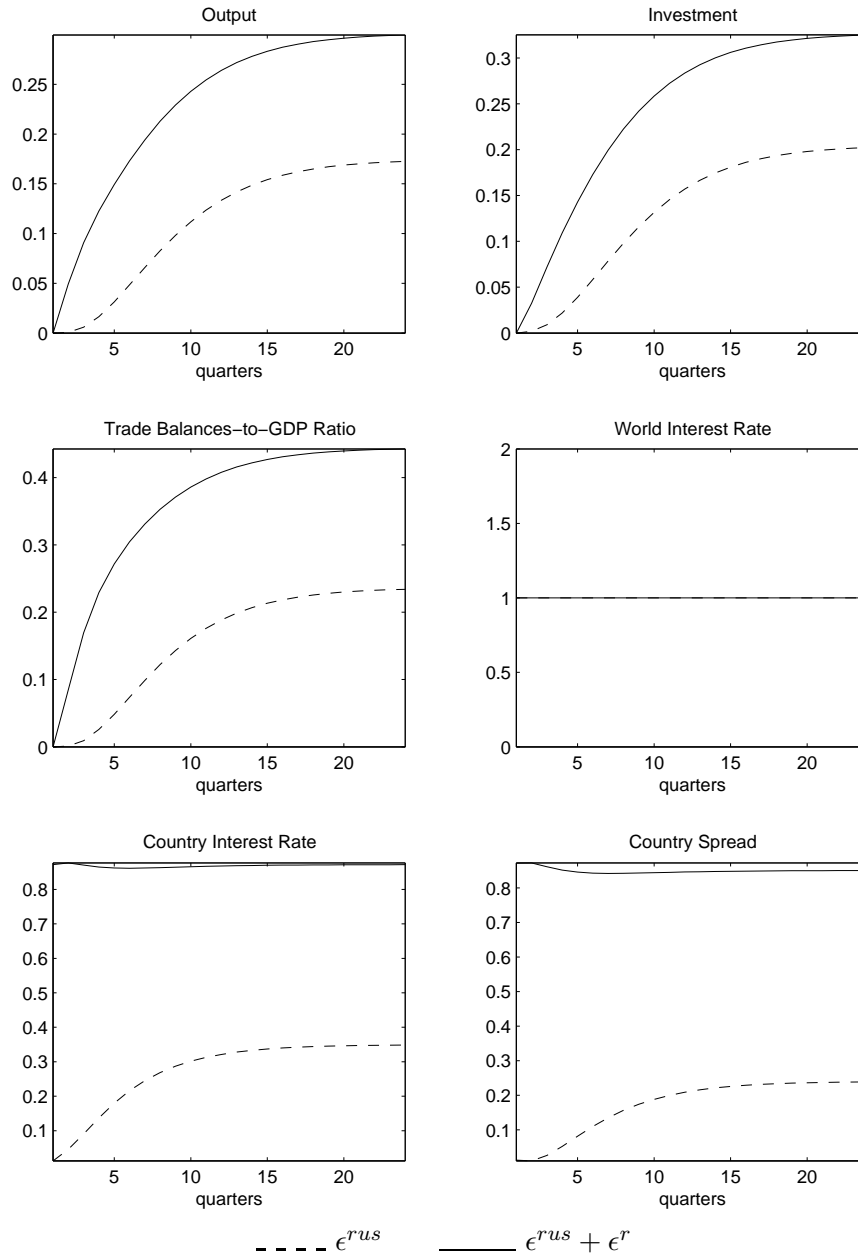 Output
0.25
0.2
0.15
0.1
0.05
0
5 10 15 20
quarters
Investment
0.3
0.25
0.2
0.15
0.1
0.05
0
5 10 15 20
quarters
Trade Balances−to−GDP Ratio
0.4
0.3
0.2
0.1
0
5 10 15 20
quarters
World Interest Rate
2
1.5
1
0.5
0
5 10 15 20
quarters
Country Interest Rate
0.8
0.7
0.6
0.5
0.4
0.3
0.2
0.1
5 10 15 20
quarters
Country Spread
0.8
0.7
0.6
0.5
0.4
0.3
0.2
0.1
5 10 15 20
quarters
ϵ^{rus} ϵ^{rus} + ϵ^{r}